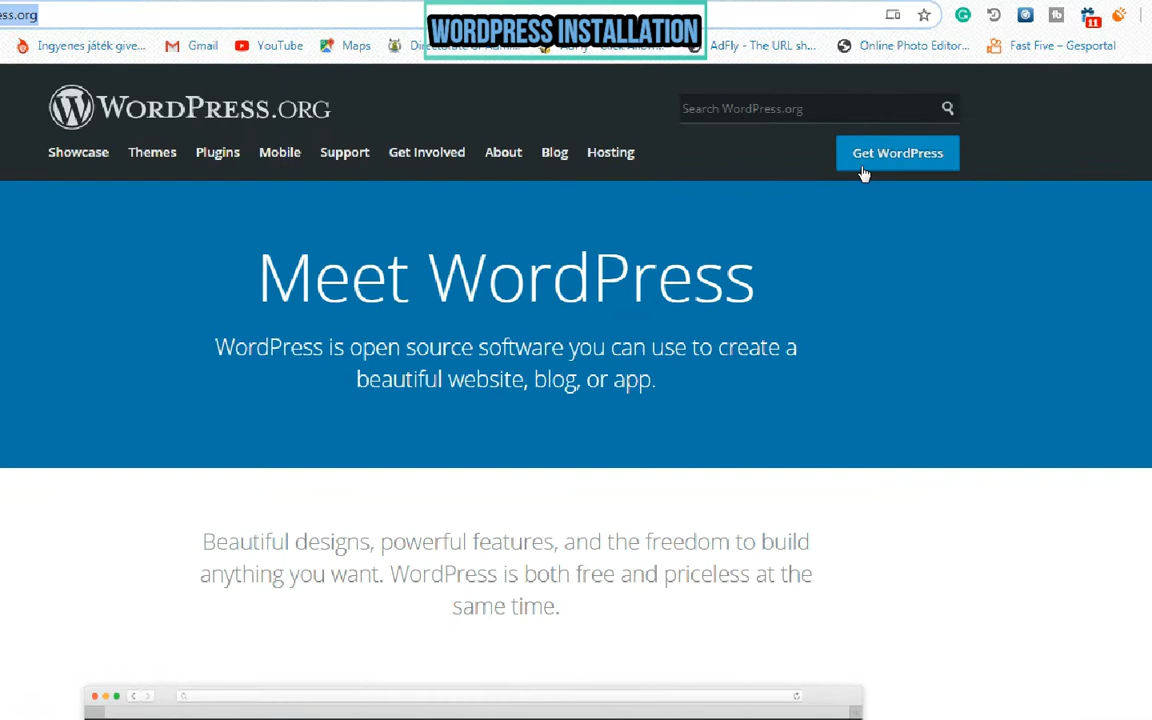 ess.org
WORDPRESS INSTALLATION
11
Ingyenes játék give... Gmail YouTube Maps AdFly - The URL sh... Online Photo Editor... Fast Five – Gesportal
WORDPRESS.ORG
Search WordPress.org
Showcase Themes Plugins Mobile Support Get Involved About Blog Hosting Get WordPress
Meet WordPress
WordPress is open source software you can use to create a
beautiful website, blog, or app.
Beautiful designs, powerful features, and the freedom to build
anything you want. WordPress is both free and priceless at the
same time.